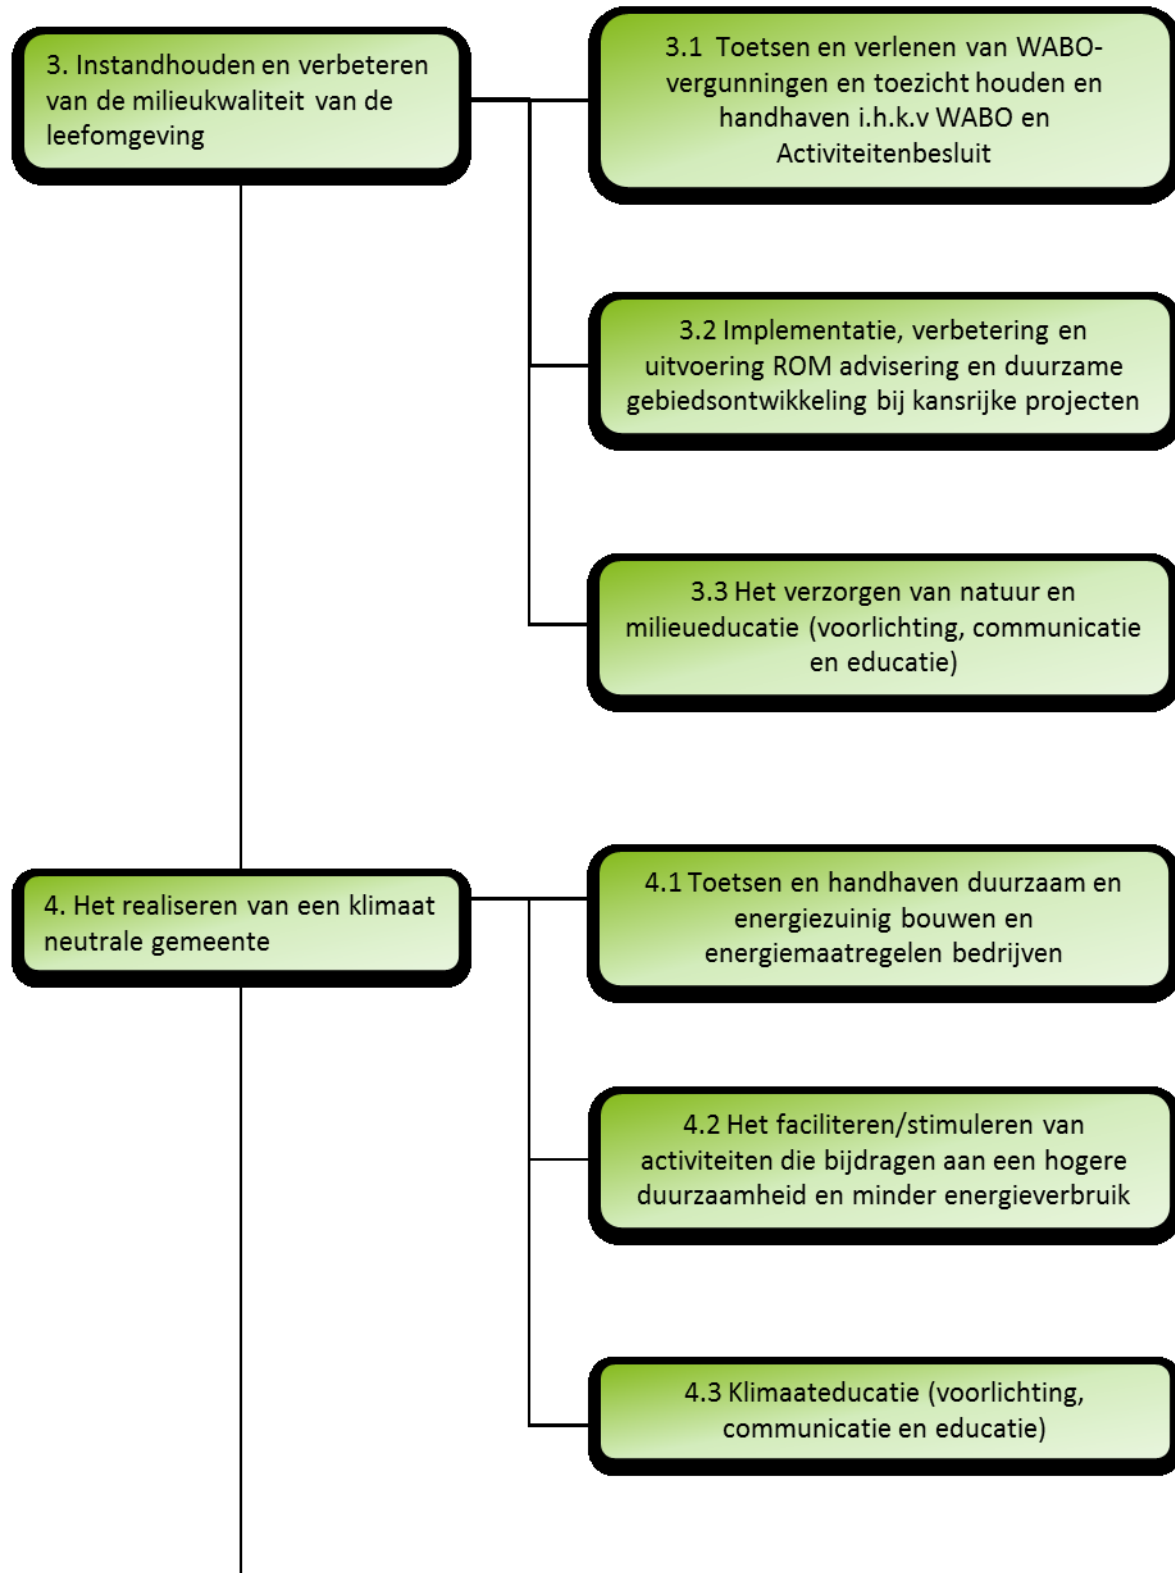 3. Instandhouden en verbeteren
van de milieukwaliteit van de
leefomgeving
3.1 Toetsen en verlenen van WABO-
vergunningen en toezicht houden en
handhaven i.h.k.v WABO en
Activiteitenbesluit
3.2 Implementatie, verbetering en
uitvoering ROM advisering en duurzame
gebiedsontwikkeling bij kansrijke projecten
3.3 Het verzorgen van natuur en
milieueducatie (voorlichting, communicatie
en educatie)
4. Het realiseren van een klimaat
neutrale gemeente
4.1 Toetsen en handhaven duurzaam en
energiezuinig bouwen en
energiemaatregelen bedrijven
4.2 Het faciliteren/stimuleren van
activiteiten die bijdragen aan een hogere
duurzaamheid en minder energieverbruik
4.3 Klimaateducatie (voorlichting,
communicatie en educatie)